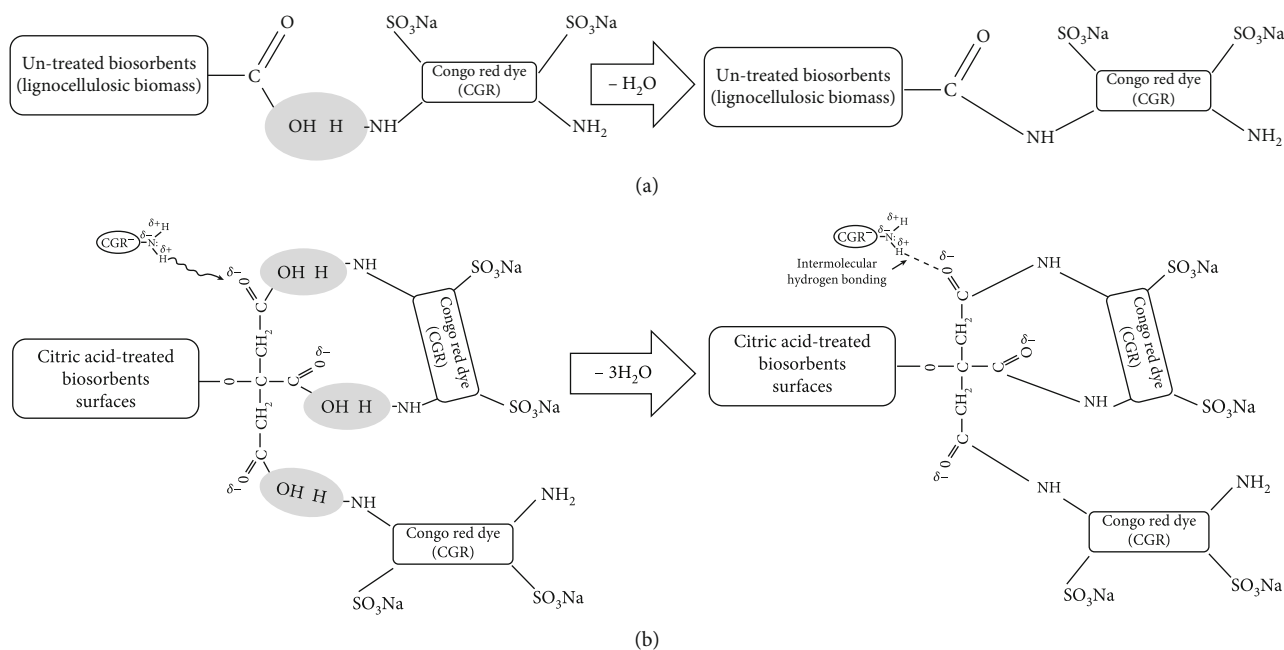 O
SO₃Na
SO₃Na
Un-treated biosorbents
(lignocellulosic biomass)
C
Congo red dye
(CGR)
OH H
-NH
NH₂
– H₂O
O
SO₃Na
SO₃Na
Un-treated biosorbents
(lignocellulosic biomass)
C
Congo red dye
(CGR)
NH
NH₂
(a)
CGR⁻
δ−
N:
δ+
H
δ+
H
δ−
O
OH H
NH
SO₃Na
C
CH₂
Congo red dye
(CGR)
Citric acid-treated
biosorbents
surfaces
O
C
C
O
δ−
OH H
NH
SO₃Na
CH₂
C
O
δ−
OH H
NH
NH₂
Congo red dye
(CGR)
SO₃Na
SO₃Na
– 3H₂O
CGR⁻
δ−
N:
δ+
H
δ+
H
Intermolecular
hydrogen bonding
δ−
O
NH
SO₃Na
C
CH₂
Congo red dye
(CGR)
Citric acid-treated
biosorbents
surfaces
O
C
C
O
δ−
NH
SO₃Na
CH₂
C
O
δ−
NH
NH₂
Congo red dye
(CGR)
SO₃Na
SO₃Na
(b)